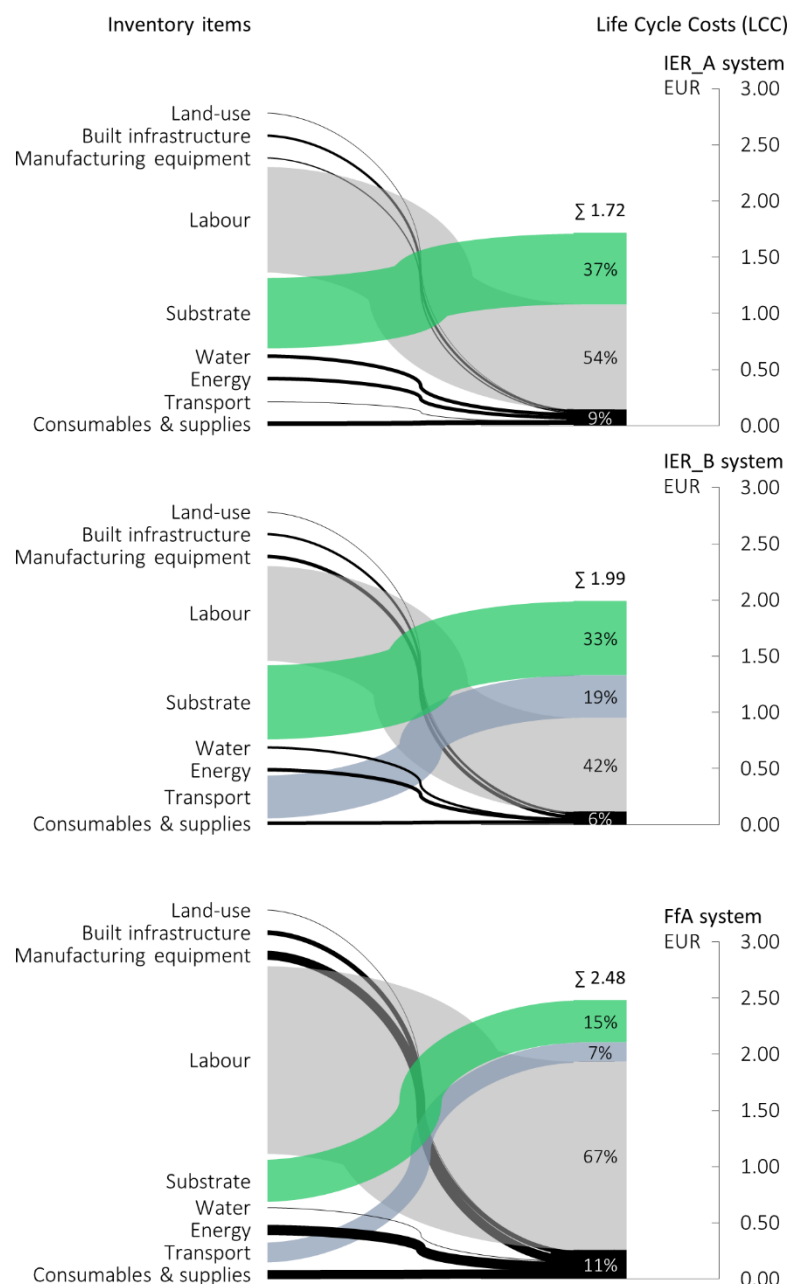 Inventory items
Life Cycle Costs (LCC)
IER_A system
EUR
3.00
2.50
2.00
1.50
1.00
0.50
0.00
Land-use
Built infrastructure
Manufacturing equipment
Labour
Substrate
Water
Energy
Transport
Consumables & supplies
∑ 1.72
37%
54%
9%
IER_B system
EUR
3.00
2.50
2.00
1.50
1.00
0.50
0.00
Land-use
Built infrastructure
Manufacturing equipment
Labour
Substrate
Water
Energy
Transport
Consumables & supplies
∑ 1.99
33%
19%
42%
6%
FfA system
EUR
3.00
2.50
2.00
1.50
1.00
0.50
0.00
Land-use
Built infrastructure
Manufacturing equipment
Labour
Substrate
Water
Energy
Transport
Consumables & supplies
∑ 2.48
15%
7%
67%
11%